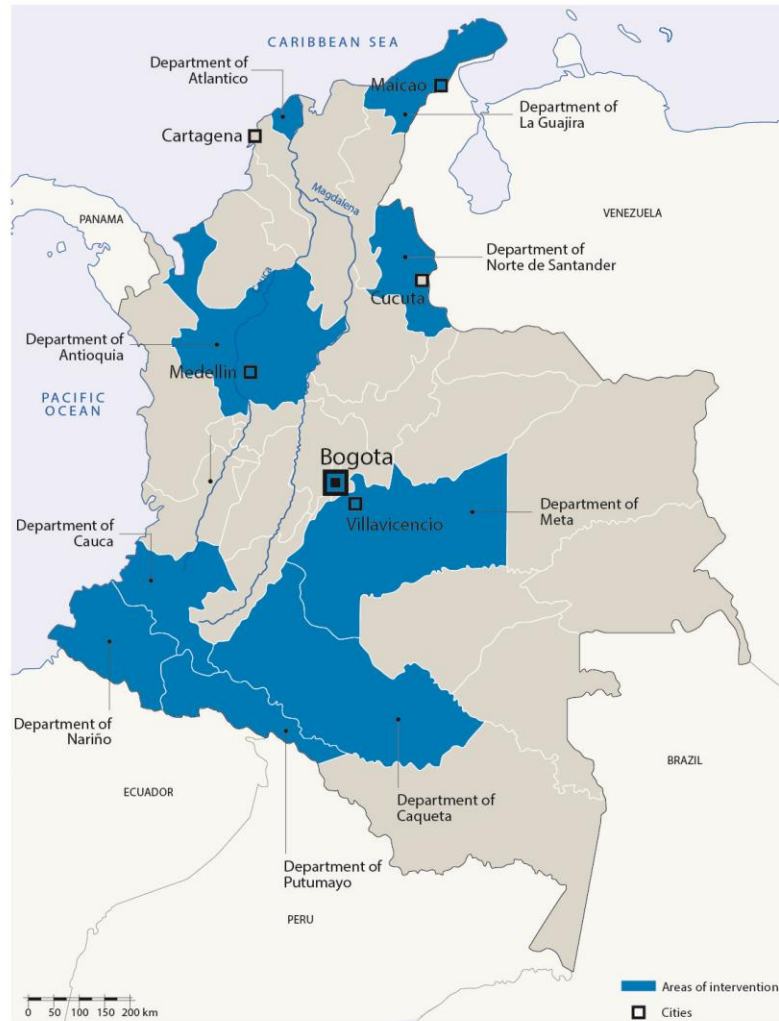 CARIBBEAN SEA
Department of
Atlantico
Maicao
Department of
La Guajira
Cartagena
Magdalena
PANAMA
VENEZUELA
Department of
Norte de Santander
Cucuta
Department of
Antioquia
Medellin
PACIFIC
OCEAN
Bogota
Villavicencio
Department of
Meta
Department of
Cauca
Department of
Nariño
BRAZIL
ECUADOR
Department of
Caqueta
Department of
Putumayo
PERU
0 50 100 200 km
Areas of intervention
Cities